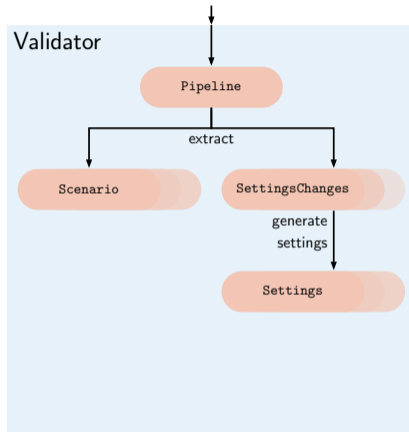 Validator
Pipeline
extract
Scenario
SettingsChanges
generate
settings
Settings